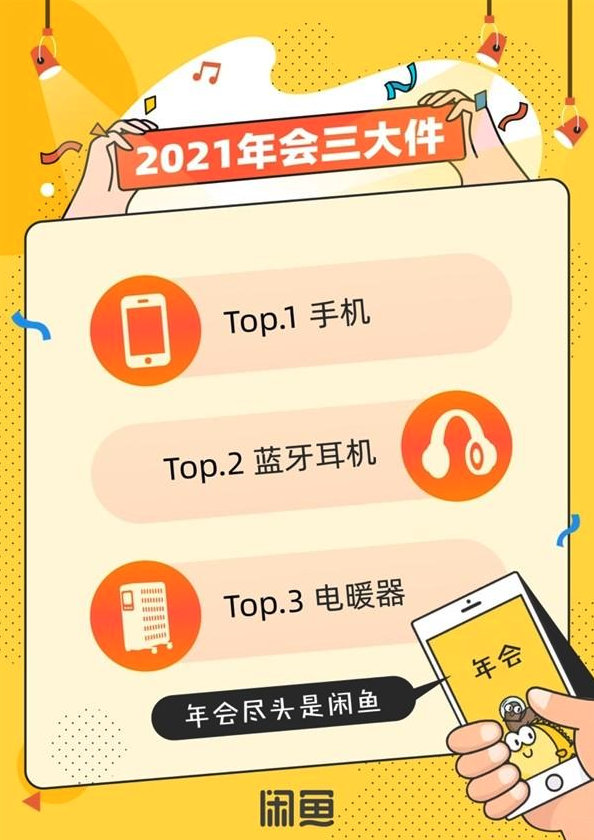 2021年会三大件
Top.1 手机
Top.2 蓝牙耳机
Top.3 电暖器
年会
年会尽头是闲鱼
闲鱼